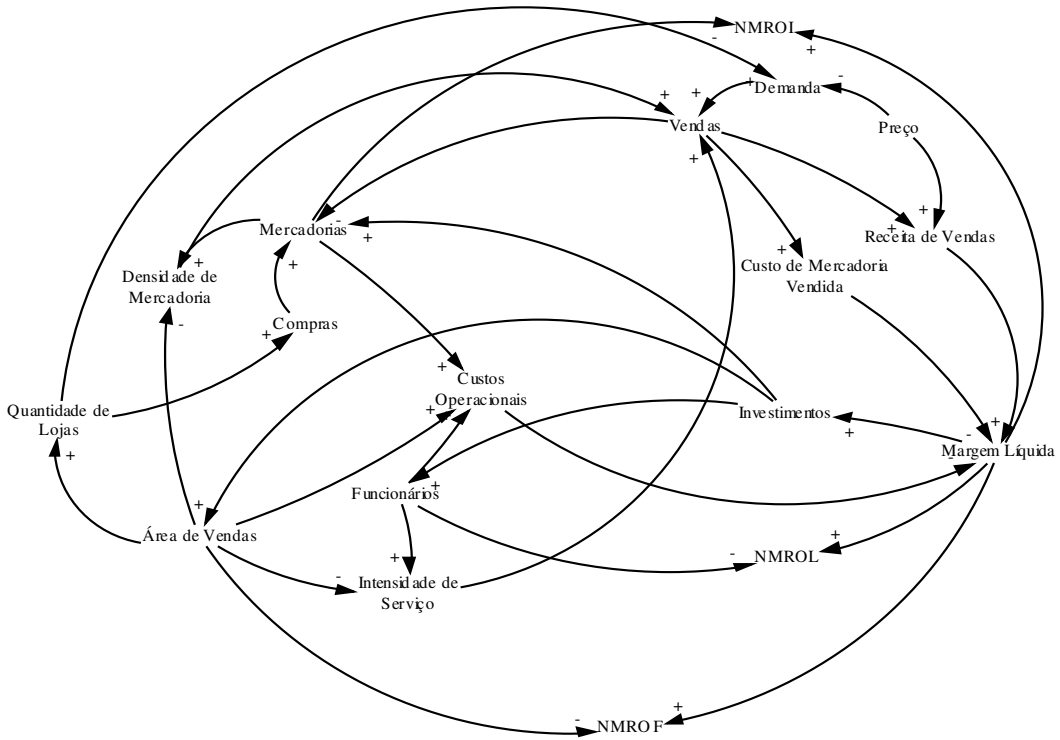 NMROI
Demanda
Vendas
Preço
Mercadorias
Receita de Vendas
Densidade de
Mercadoria
Custo de Mercadoria
Vendida
Compras
Custos
Operacionais
Quantidade de
Lojas
Investimentos
Margem Líquida
Funcionários
Área de Vendas
NMROL
Intensidade de
Serviço
NMROF